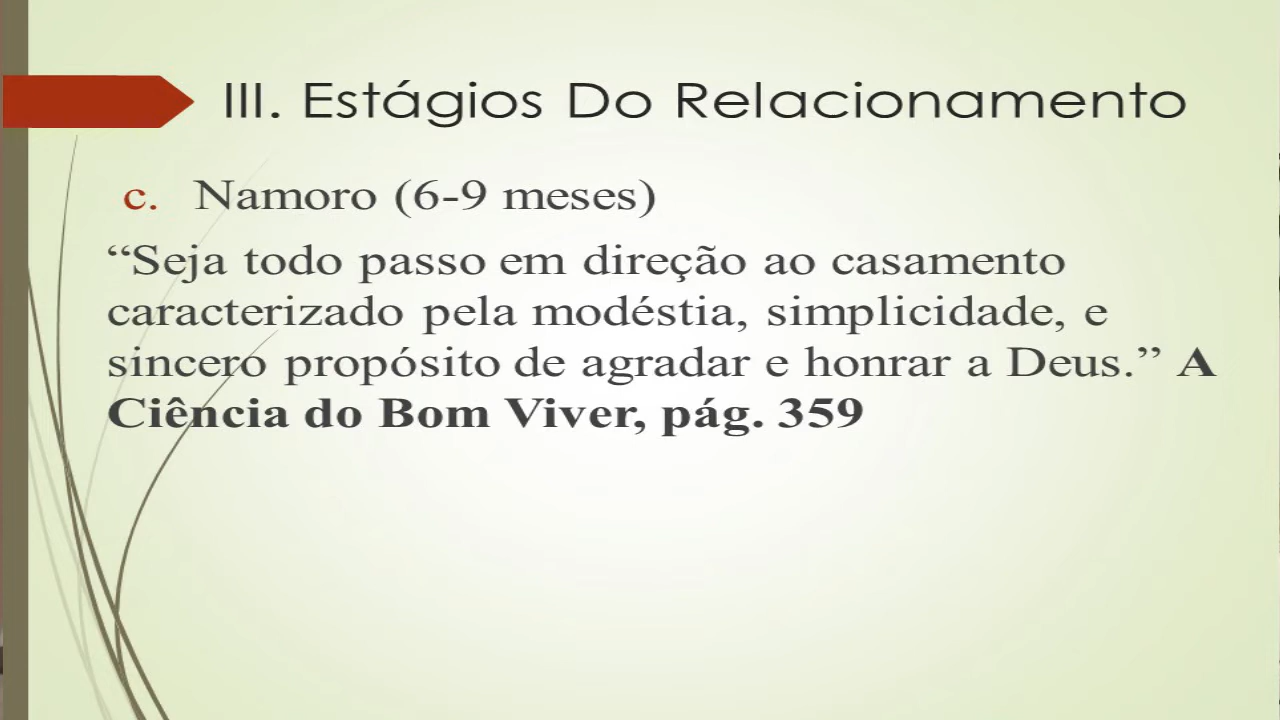 III. Estágios Do Relacionamento
c. Namoro (6-9 meses)
“Seja todo passo em direção ao casamento
caracterizado pela modéstia, simplicidade, e
sincero propósito de agradar e honrar a Deus.” A
Ciência do Bom Viver, pág. 359